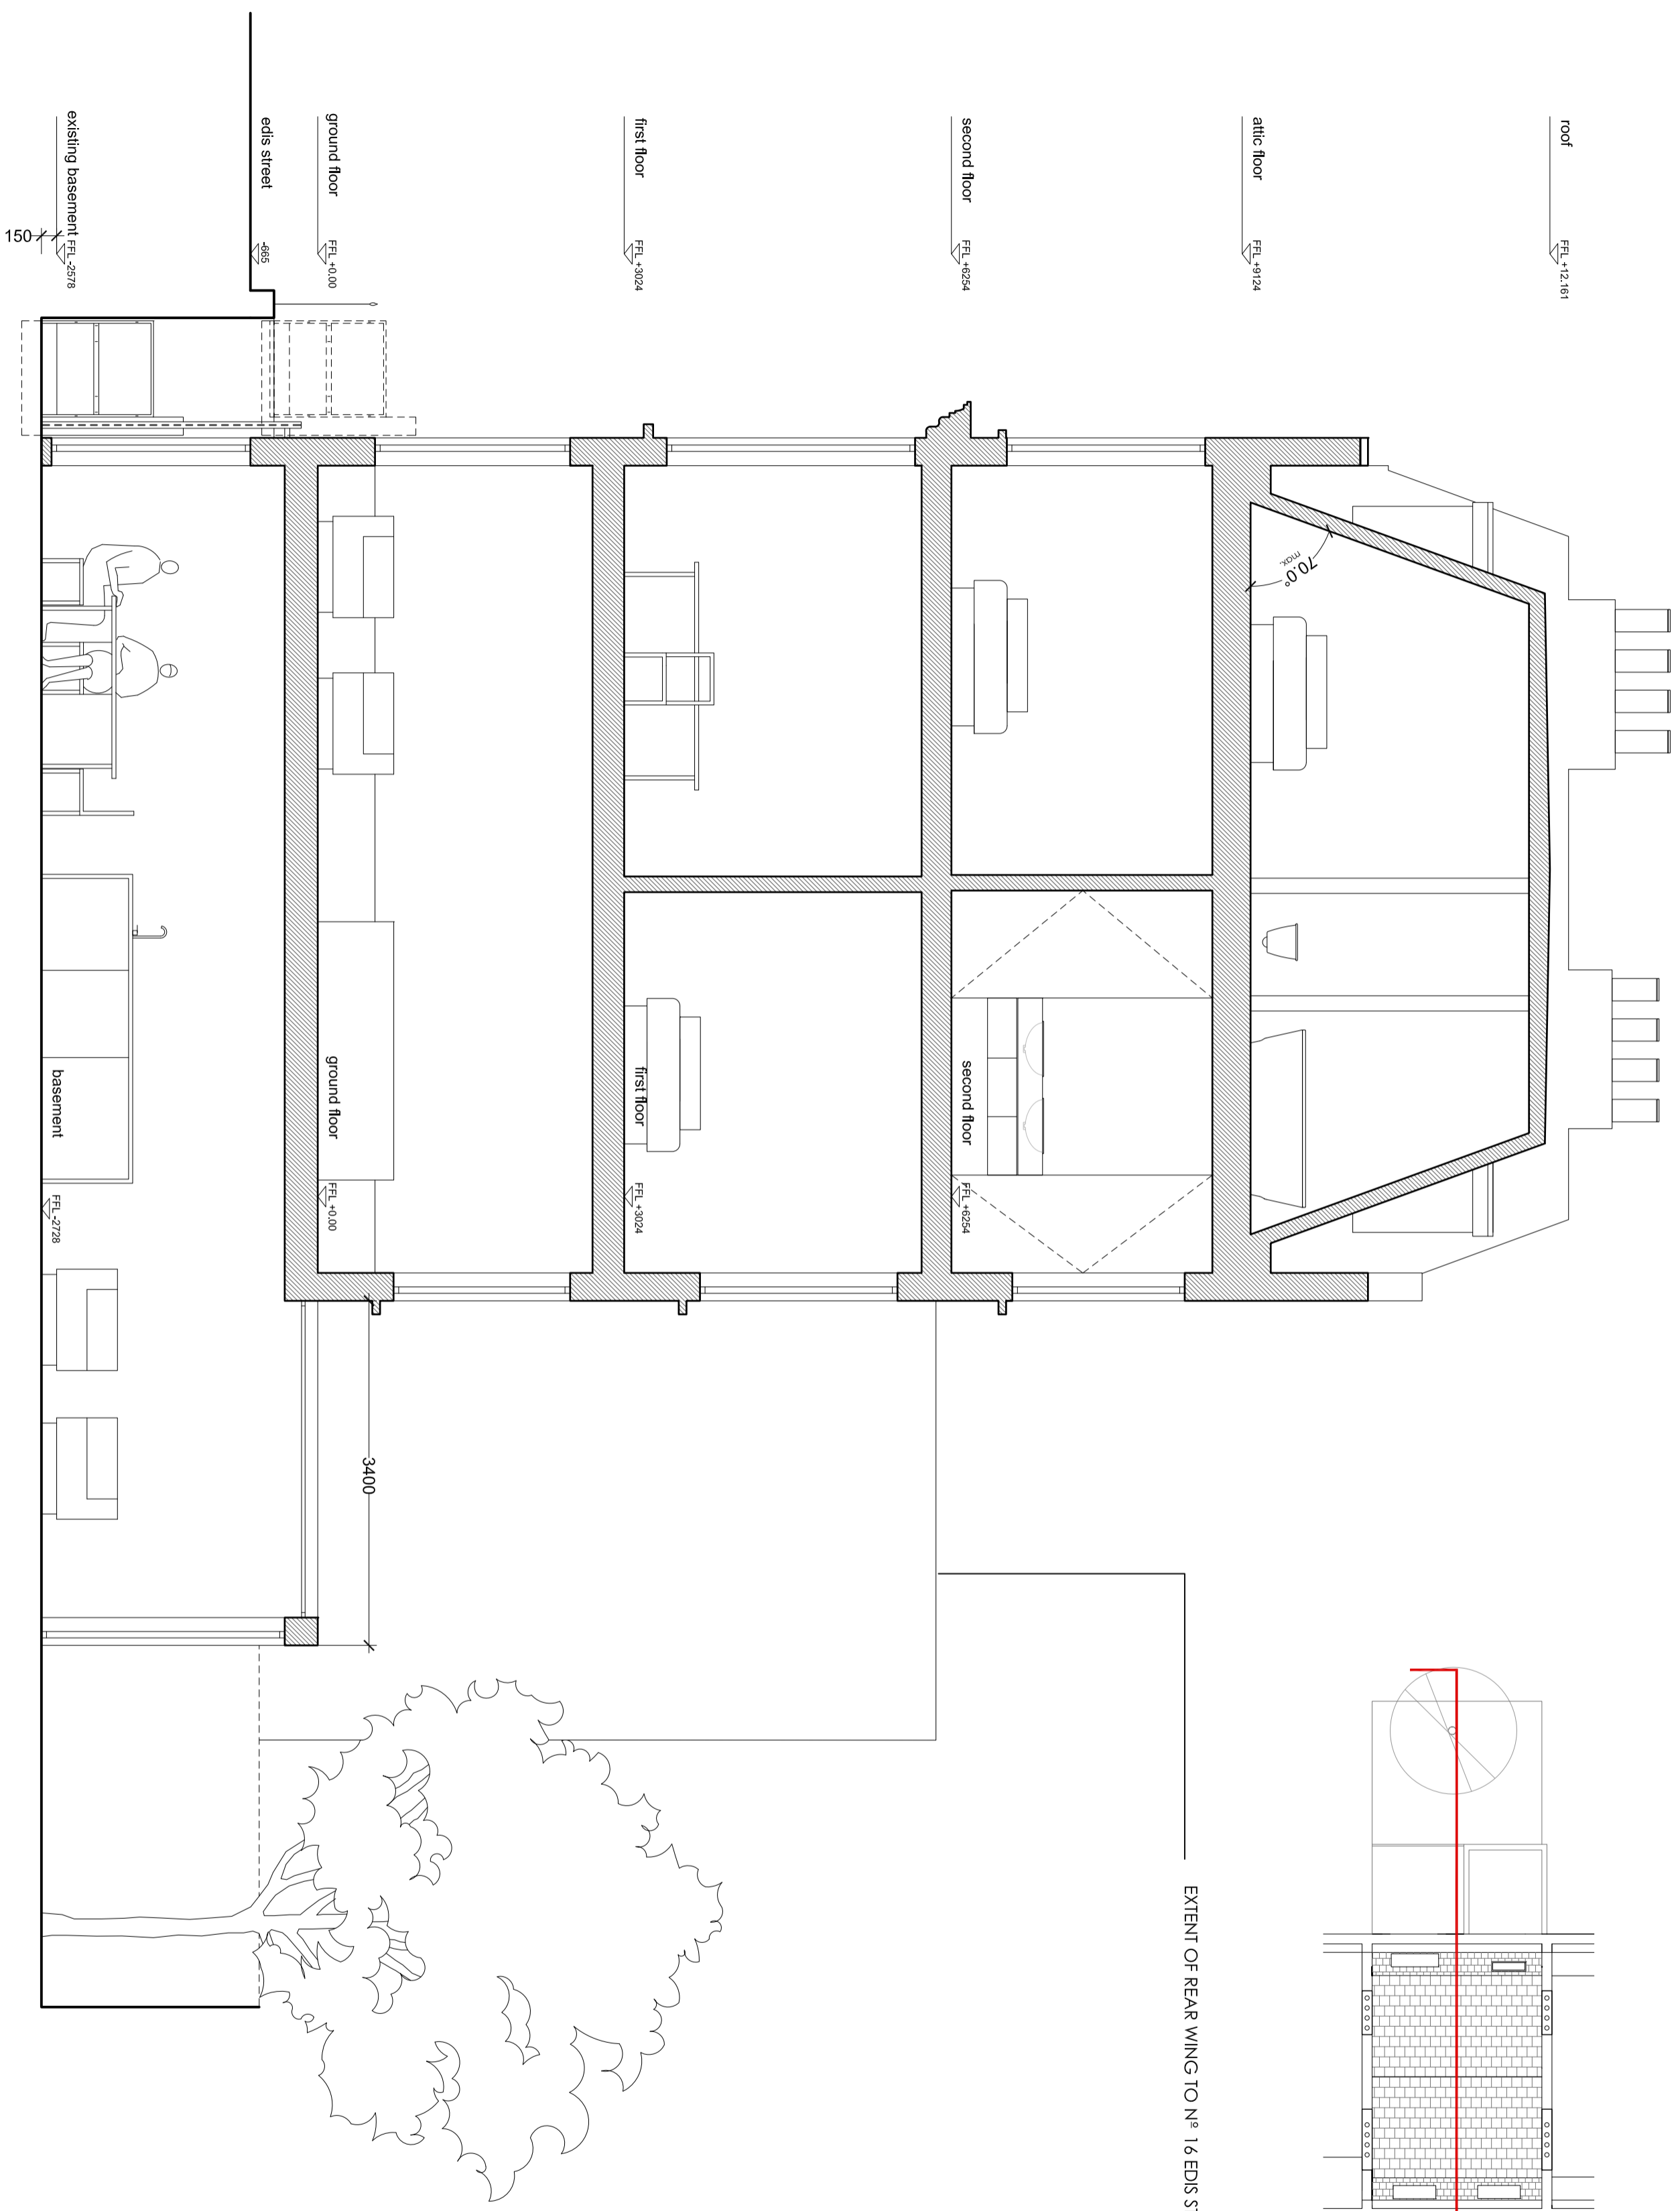 roof
FFL +12.161
attic floor
FFL +9124
second floor
FFL +6254
first floor
FFL +3024
ground floor
FFL +0.00
edis street
-665
existing basement
FFL -2578
150
70.0°
max.
second floor
FFL +6254
first floor
FFL +3024
ground floor
FFL +0.00
basement
FFL -2728
3400
EXTENT OF REAR WING TO Nº 16 EDIS